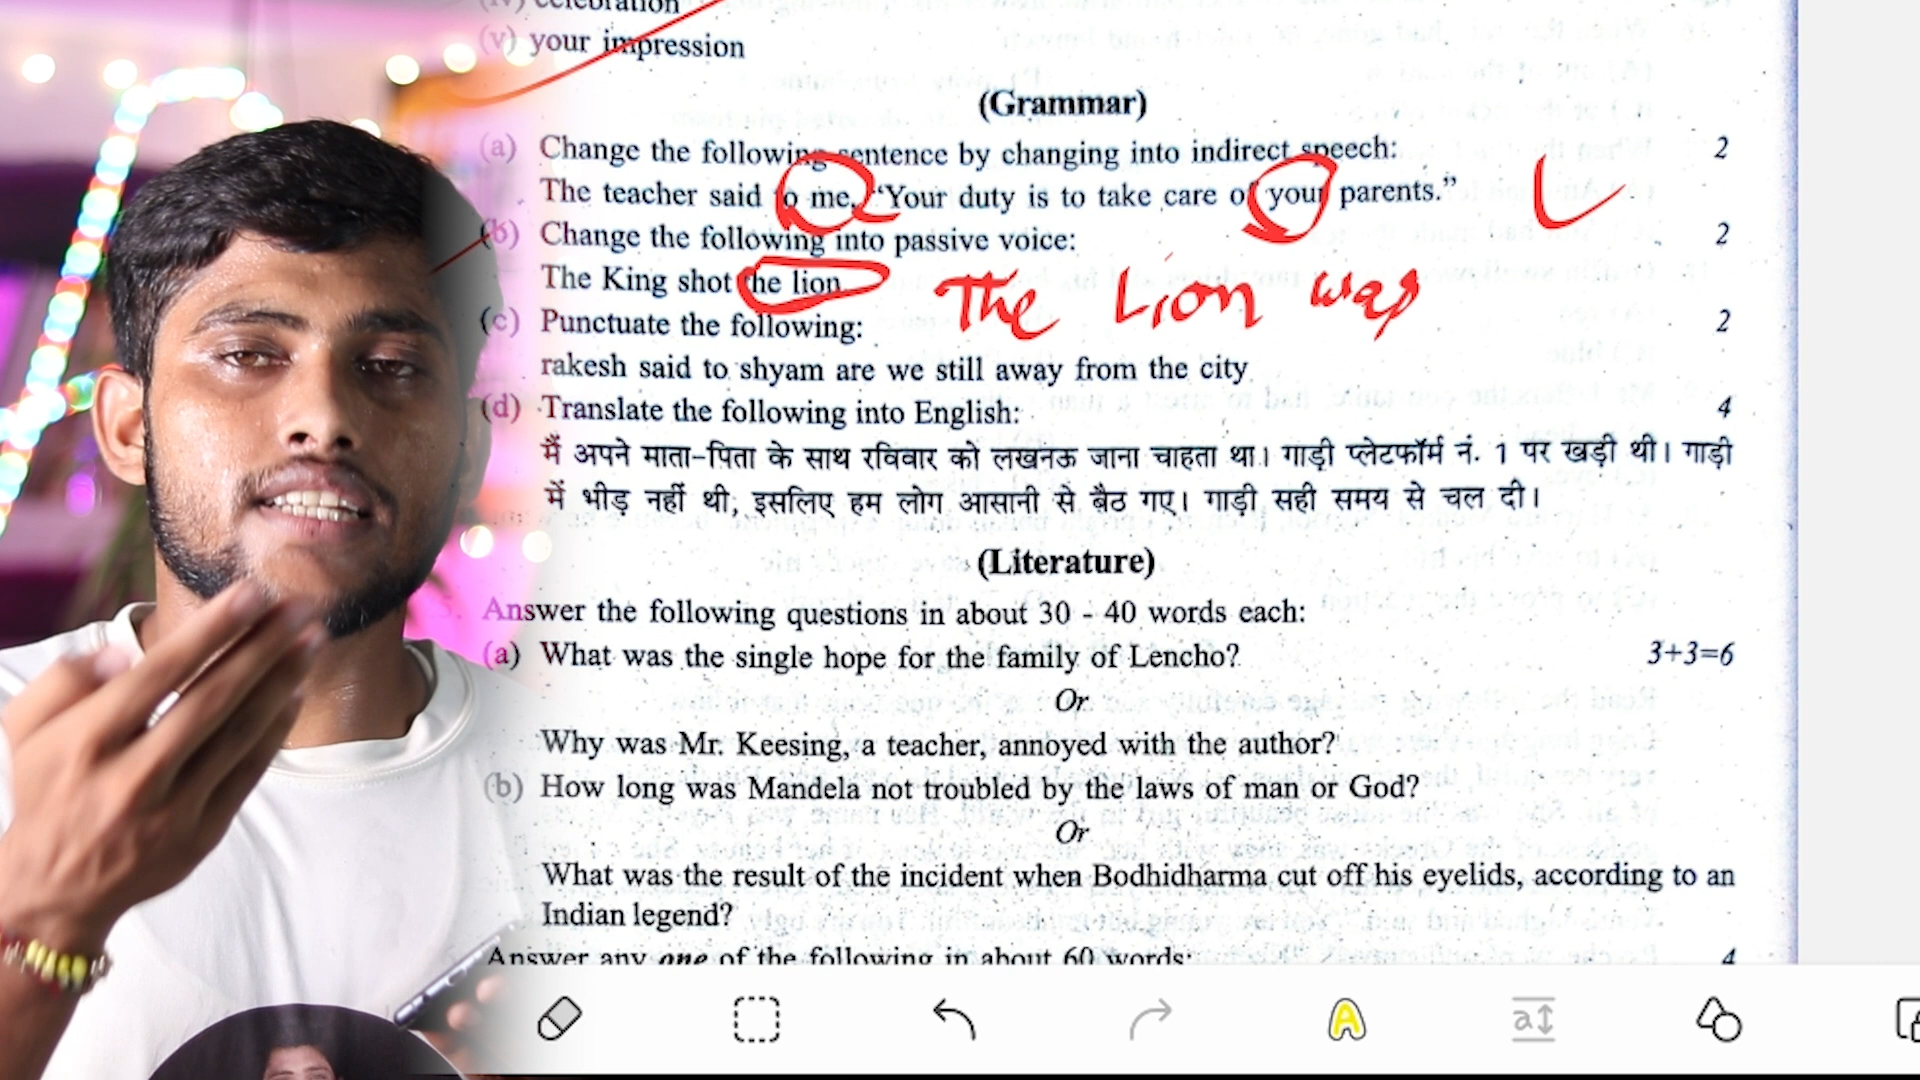 (iv) celebration
(v) your impression
(Grammar)
(a) Change the following sentence by changing into indirect speech: 2
The teacher said to me, “Your duty is to take care of your parents.”
(b) Change the following into passive voice: 2
The King shot the lion.
The Lion was
(c) Punctuate the following: 2
rakesh said to shyam are we still away from the city
(d) Translate the following into English: 4
मैं अपने माता-पिता के साथ रविवार को लखनऊ जाना चाहता था। गाड़ी प्लेटफॉर्म नं. 1 पर खड़ी थी। गाड़ी
में भीड़ नहीं थी, इसलिए हम लोग आसानी से बैठ गए। गाड़ी सही समय से चल दी।
(Literature)
Answer the following questions in about 30 - 40 words each:
(a) What was the single hope for the family of Lencho? 3+3=6
Or
Why was Mr. Keesing, a teacher, annoyed with the author?
(b) How long was Mandela not troubled by the laws of man or God?
Or
What was the result of the incident when Bodhidharma cut off his eyelids, according to an
Indian legend?
Answer any one of the following in about 60 words: 4
A
a